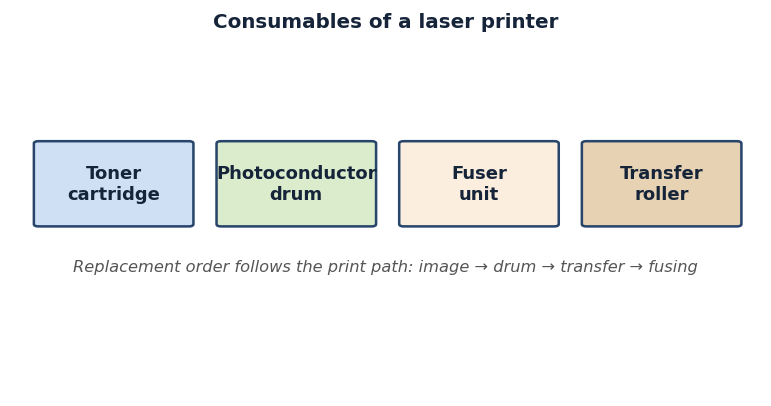 Consumables of a laser printer
Toner
cartridge
Photoconductor
drum
Fuser
unit
Transfer
roller
Replacement order follows the print path: image → drum → transfer → fusing